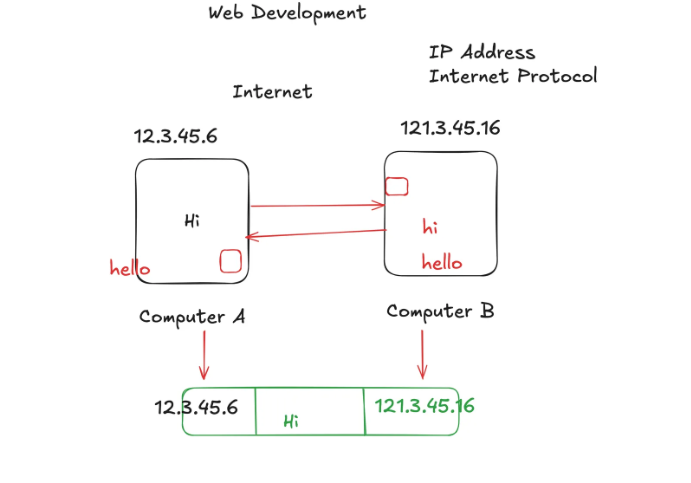 Web Development
IP Address
Internet Protocol
Internet
12.3.45.6
121.3.45.16
Hi
hi
hello
hello
Computer A
Computer B
12.3.45.6
Hi
121.3.45.16